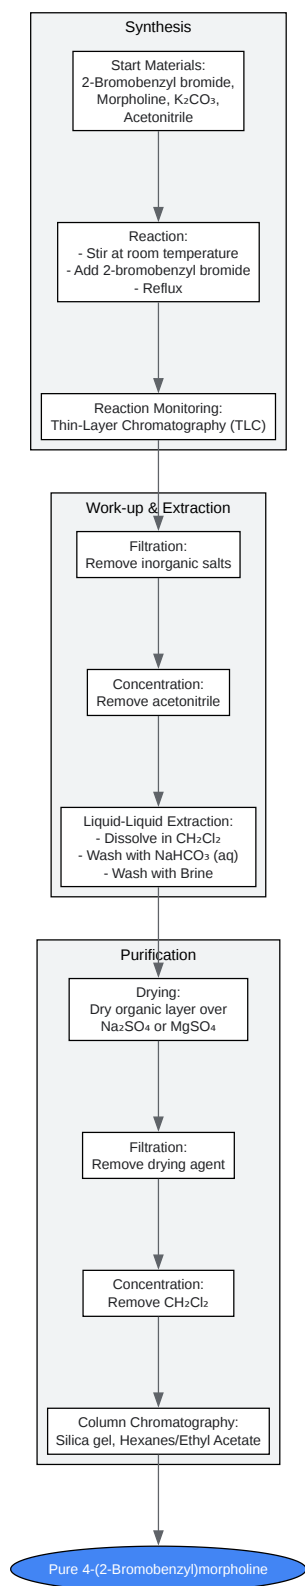 Synthesis
Start Materials:
2-Bromobenzyl bromide,
Morpholine, K₂CO₃,
Acetonitrile
Reaction:
- Stir at room temperature
- Add 2-bromobenzyl bromide
- Reflux
Reaction Monitoring:
Thin-Layer Chromatography (TLC)
Work-up & Extraction
Filtration:
Remove inorganic salts
Concentration:
Remove acetonitrile
Liquid-Liquid Extraction:
- Dissolve in CH₂Cl₂
- Wash with NaHCO₃ (aq)
- Wash with Brine
Purification
Drying:
Dry organic layer over
Na₂SO₄ or MgSO₄
Filtration:
Remove drying agent
Concentration:
Remove CH₂Cl₂
Column Chromatography:
Silica gel, Hexanes/Ethyl Acetate
Pure 4-(2-Bromobenzyl)morpholine